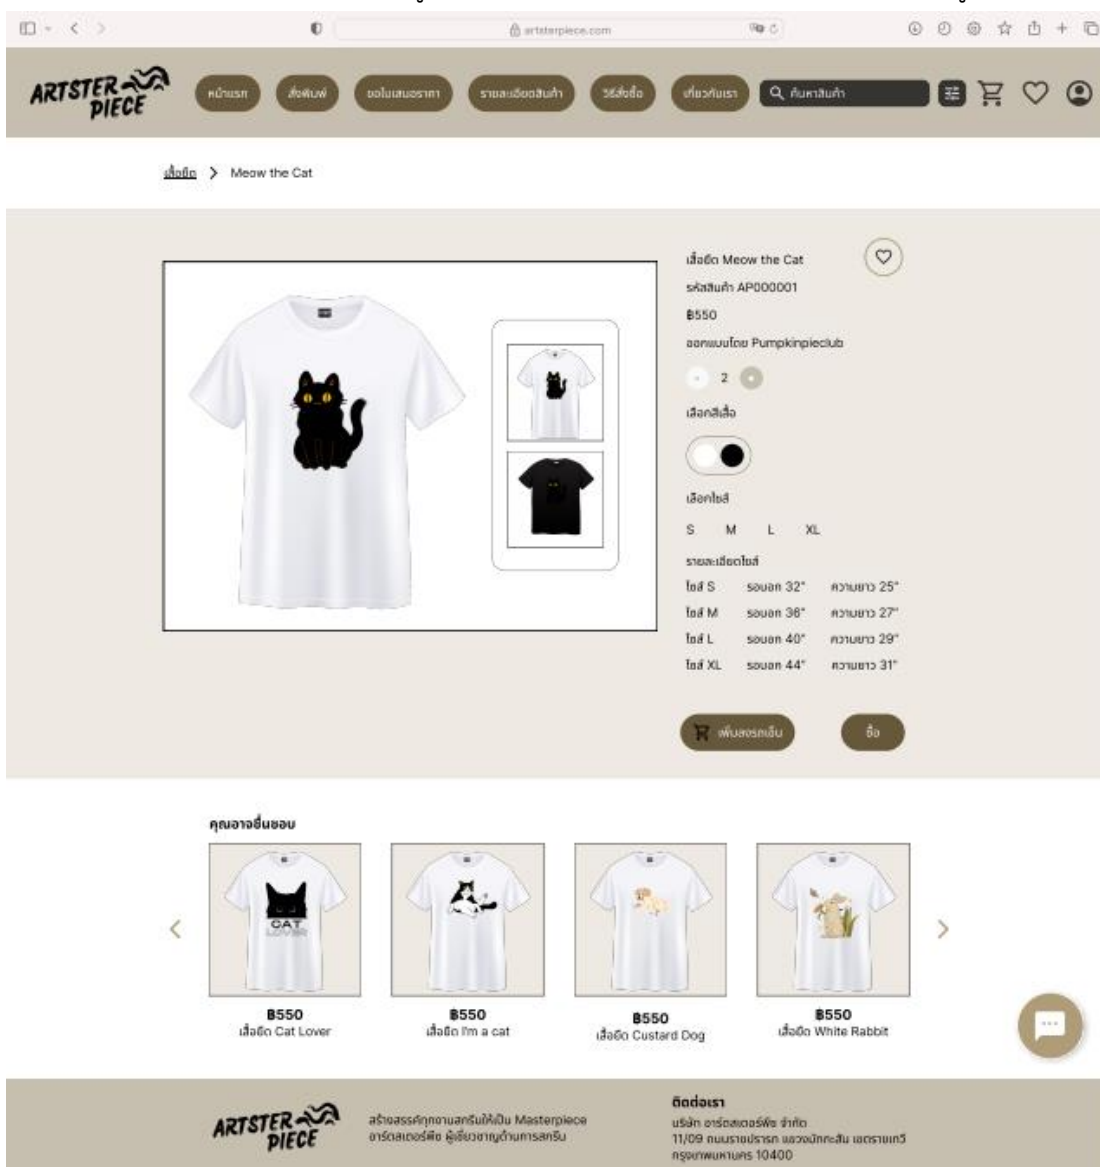 artsterpiece.com
ARTSTER
PIECE
หน้าแรก
สั่งพิมพ์
ขอใบเสนอราคา
รายละเอียดสินค้า
วิธีสั่งซื้อ
เกี่ยวกับเรา
ค้นหาสินค้า
เสื้อยืด > Meow the Cat
เสื้อยืด Meow the Cat
รหัสสินค้า AP000001
฿550
ออกแบบโดย Pumpkinpieclub
- 2 +
เลือกสีเสื้อ
เลือกไซส์
S M L XL
รายละเอียดไซส์
ไซส์ S รอบอก 32" ความยาว 25"
ไซส์ M รอบอก 36" ความยาว 27"
ไซส์ L รอบอก 40" ความยาว 29"
ไซส์ XL รอบอก 44" ความยาว 31"
เพิ่มลงรถเข็น
ซื้อ
คุณอาจชื่นชอบ
CAT
LOVER
฿550
เสื้อยืด Cat Lover
฿550
เสื้อยืด I'm a cat
฿550
เสื้อยืด Custard Dog
฿550
เสื้อยืด White Rabbit
ARTSTER
PIECE
สร้างสรรค์ทุกงานสกรีนให้เป็น Masterpiece
อาร์ตสเตอร์พีซ ผู้เชี่ยวชาญด้านการสกรีน
ติดต่อเรา
บริษัท อาร์ตสเตอร์พีซ จำกัด
11/09 ถนนราชปรารภ แขวงมักกะสัน เขตราชเทวี
กรุงเทพมหานคร 10400